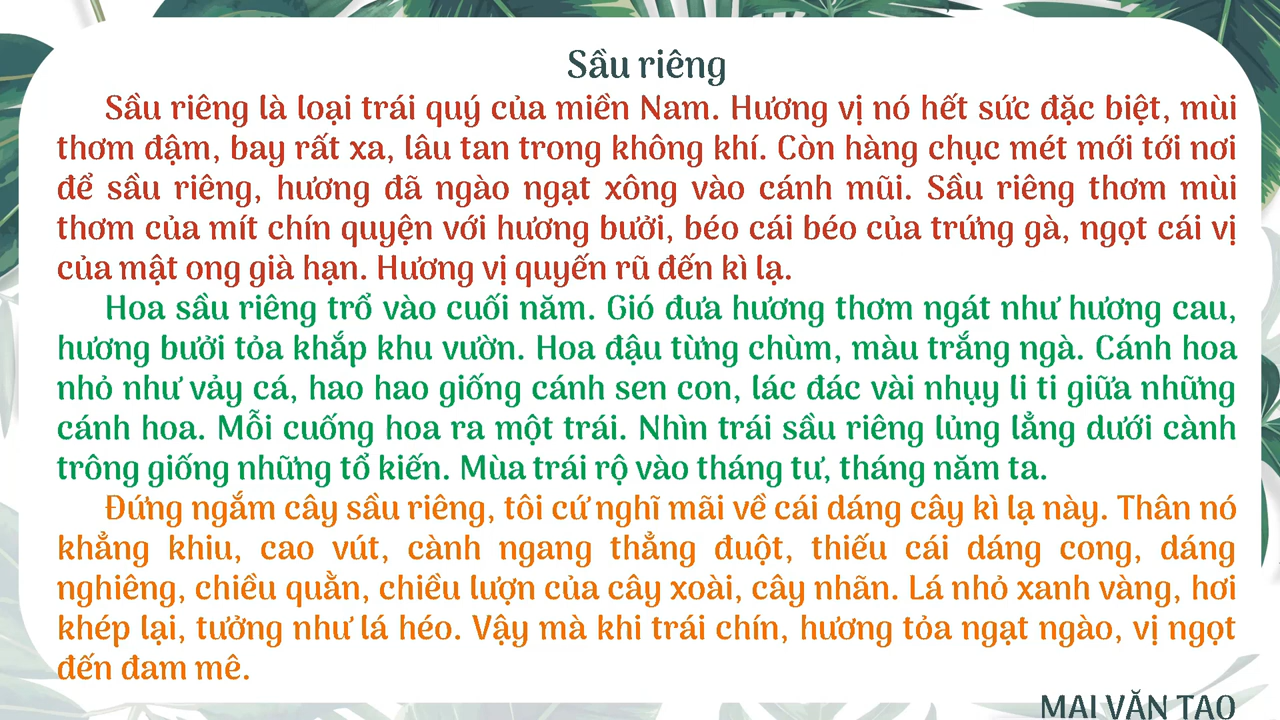 Sầu riêng
Sầu riêng là loại trái quý của miền Nam. Hương vị nó hết sức đặc biệt, mùi
thơm đậm, bay rất xa, lâu tan trong không khí. Còn hàng chục mét mới tới nơi
để sầu riêng, hương đã ngào ngạt xông vào cánh mũi. Sầu riêng thơm mùi
thơm của mít chín quyện với hương bưởi, béo cái béo của trứng gà, ngọt cái vị
của mật ong già hạn. Hương vị quyến rũ đến kì lạ.
Hoa sầu riêng trổ vào cuối năm. Gió đưa hương thơm ngát như hương cau,
hương bưởi tỏa khắp khu vườn. Hoa đậu từng chùm, màu trắng ngà. Cánh hoa
nhỏ như vảy cá, hao hao giống cánh sen con, lác đác vài nhụy li ti giữa những
cánh hoa. Mỗi cuống hoa ra một trái. Nhìn trái sầu riêng lủng lẳng dưới cành
trông giống những tổ kiến. Mùa trái rộ vào tháng tư, tháng năm ta.
Đứng ngắm cây sầu riêng, tôi cứ nghĩ mãi về cái dáng cây kì lạ này. Thân nó
khẳng khiu, cao vút, cành ngang thẳng đuột, thiếu cái dáng cong, dáng
nghiêng, chiều quằn, chiều lượn của cây xoài, cây nhãn. Lá nhỏ xanh vàng, hơi
khép lại, tưởng như lá héo. Vậy mà khi trái chín, hương tỏa ngạt ngào, vị ngọt
đến đam mê.
MAI VĂN TẠO